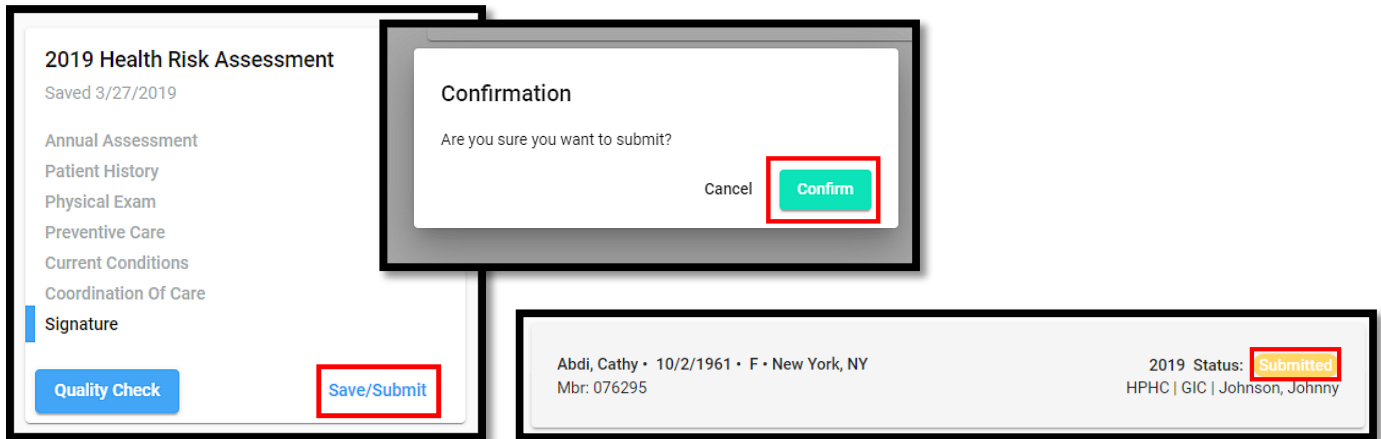 2019 Health Risk Assessment
Saved 3/27/2019
Annual Assessment
Patient History
Physical Exam
Preventive Care
Current Conditions
Coordination Of Care
Signature
Quality Check
Save/Submit
Confirmation
Are you sure you want to submit?
Cancel
Confirm
Abdi, Cathy • 10/2/1961 • F • New York, NY
Mbr: 076295
2019 Status: Submitted
HPHC | GIC | Johnson, Johnny